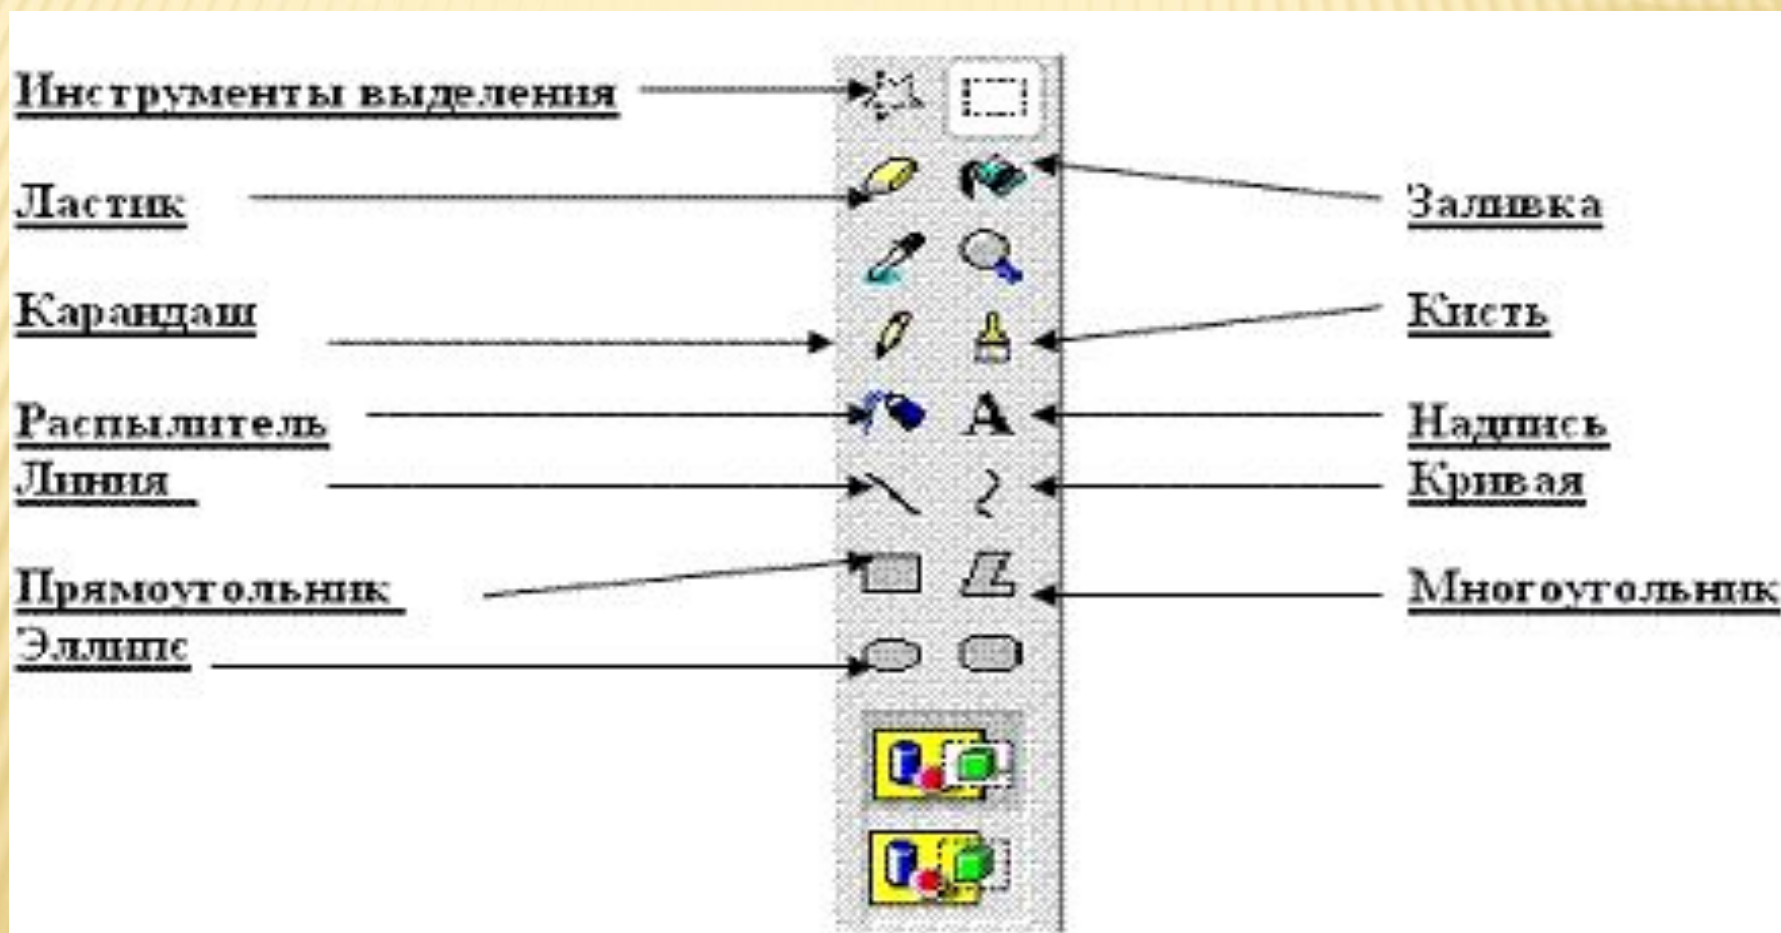 Инструменты выделения
Ластик
Заливка
Карандаш
Кисть
Распылитель
Надпись
Линия
Кривая
Прямоугольник
Многоугольник
Эллипс
A